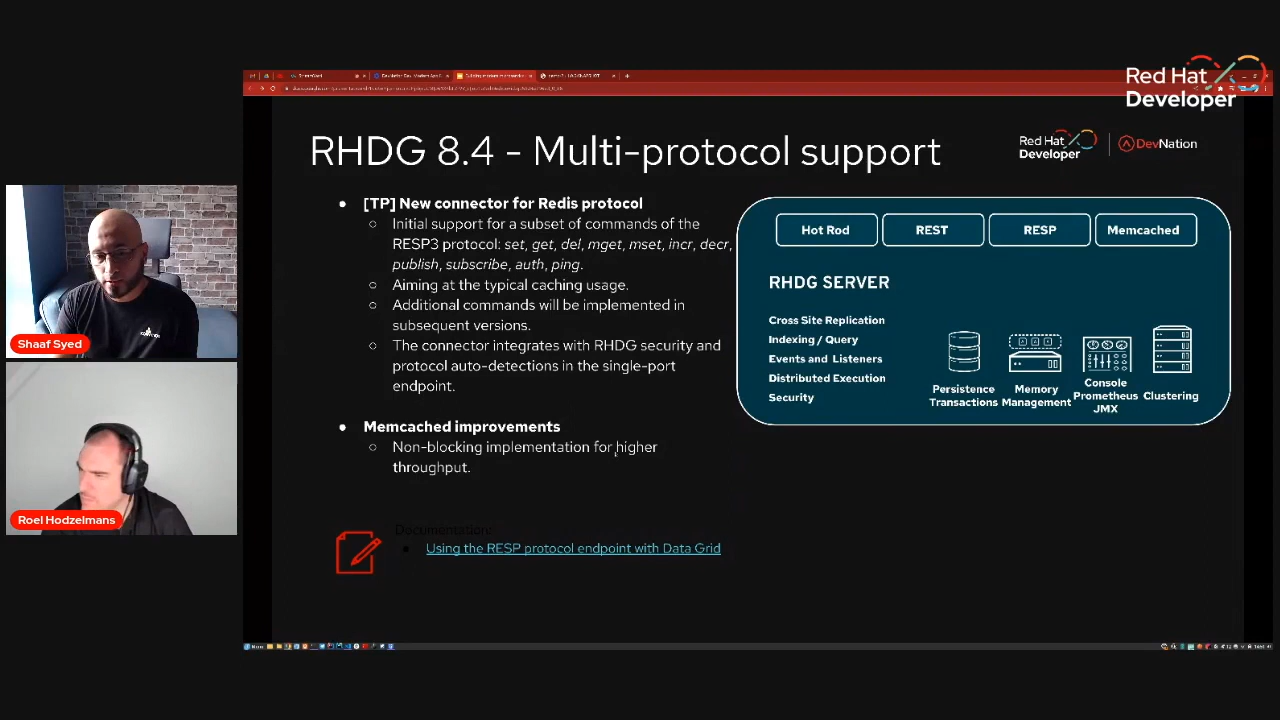 Red Hat
Developer
RHDG 8.4 - Multi-protocol support
Red Hat
Developer
DevNation
[TP] New connector for Redis protocol
Initial support for a subset of commands of the
RESP3 protocol: set, get, del, mget, mset, incr, decr,
publish, subscribe, auth, ping.
Aiming at the typical caching usage.
Additional commands will be implemented in
subsequent versions.
The connector integrates with RHDG security and
protocol auto-detections in the single-port
endpoint.
Memcached improvements
Non-blocking implementation for higher
throughput.
Documentation:
Using the RESP protocol endpoint with Data Grid
Hot Rod
REST
RESP
Memcached
RHDG SERVER
Cross Site Replication
Indexing / Query
Events and Listeners
Distributed Execution
Security
Persistence
Transactions
Memory
Management
Console
Prometheus
JMX
Clustering
Shaaf Syed
Roel Hodzelmans